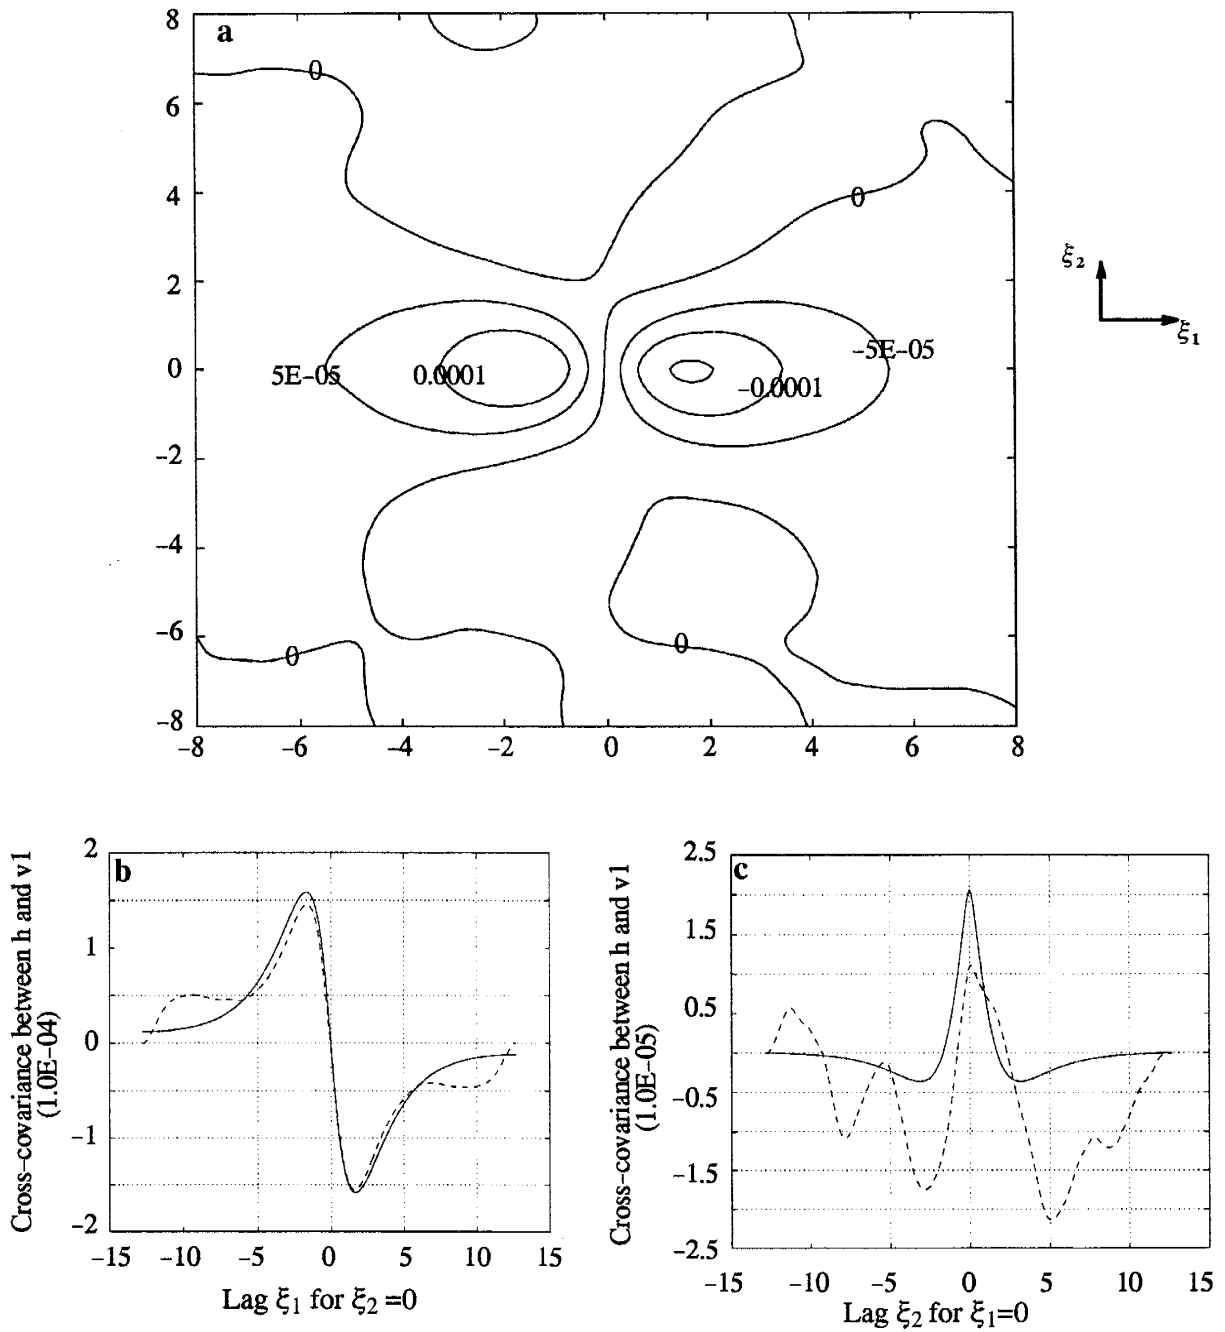 a
8
6
4
2
0
−2
−4
−6
−8
−8 −6 −4 −2 0 2 4 6 8
0
0
5E−05
0.0001
−5E−05
−0.0001
0
0
ξ2
ξ1
b
Cross−covariance between h and v1
(1.0E−04)
2
1
0
−1
−2
−15 −10 −5 0 5 10 15
Lag ξ1 for ξ2 =0
c
Cross−covariance between h and v1
(1.0E−05)
2.5
1.5
0.5
−0.5
−1.5
−2.5
−15 −10 −5 0 5 10 15
Lag ξ2 for ξ1=0